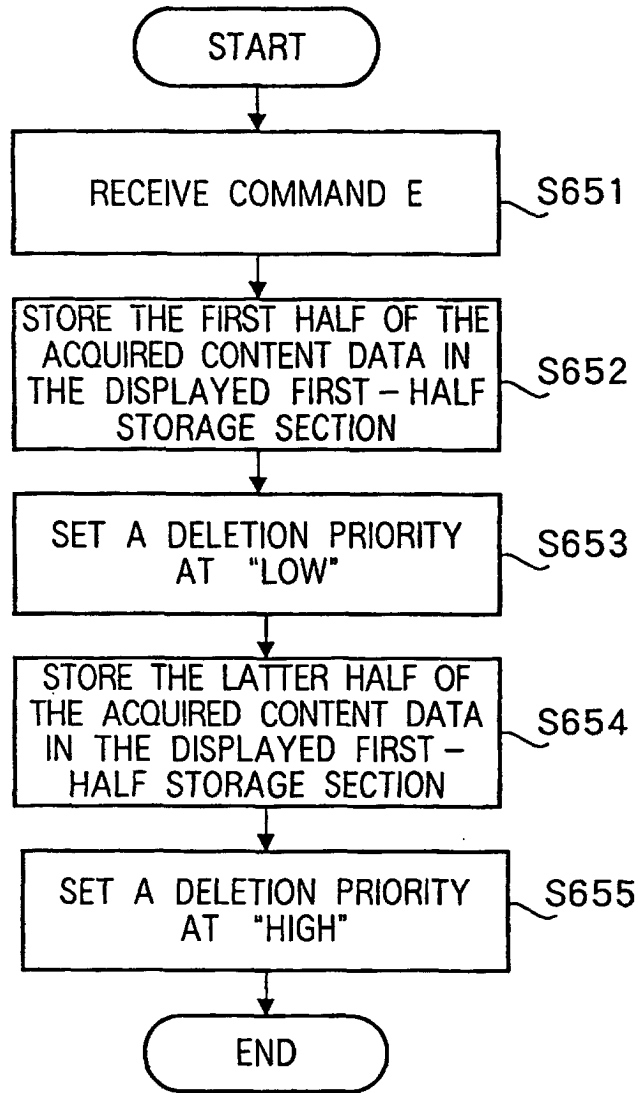 START
RECEIVE COMMAND E
S651
STORE THE FIRST HALF OF THE
ACQUIRED CONTENT DATA IN
THE DISPLAYED FIRST-HALF
STORAGE SECTION
S652
SET A DELETION PRIORITY
AT "LOW"
S653
STORE THE LATTER HALF OF
THE ACQUIRED CONTENT DATA
IN THE DISPLAYED FIRST-
HALF STORAGE SECTION
S654
SET A DELETION PRIORITY
AT "HIGH"
S655
END